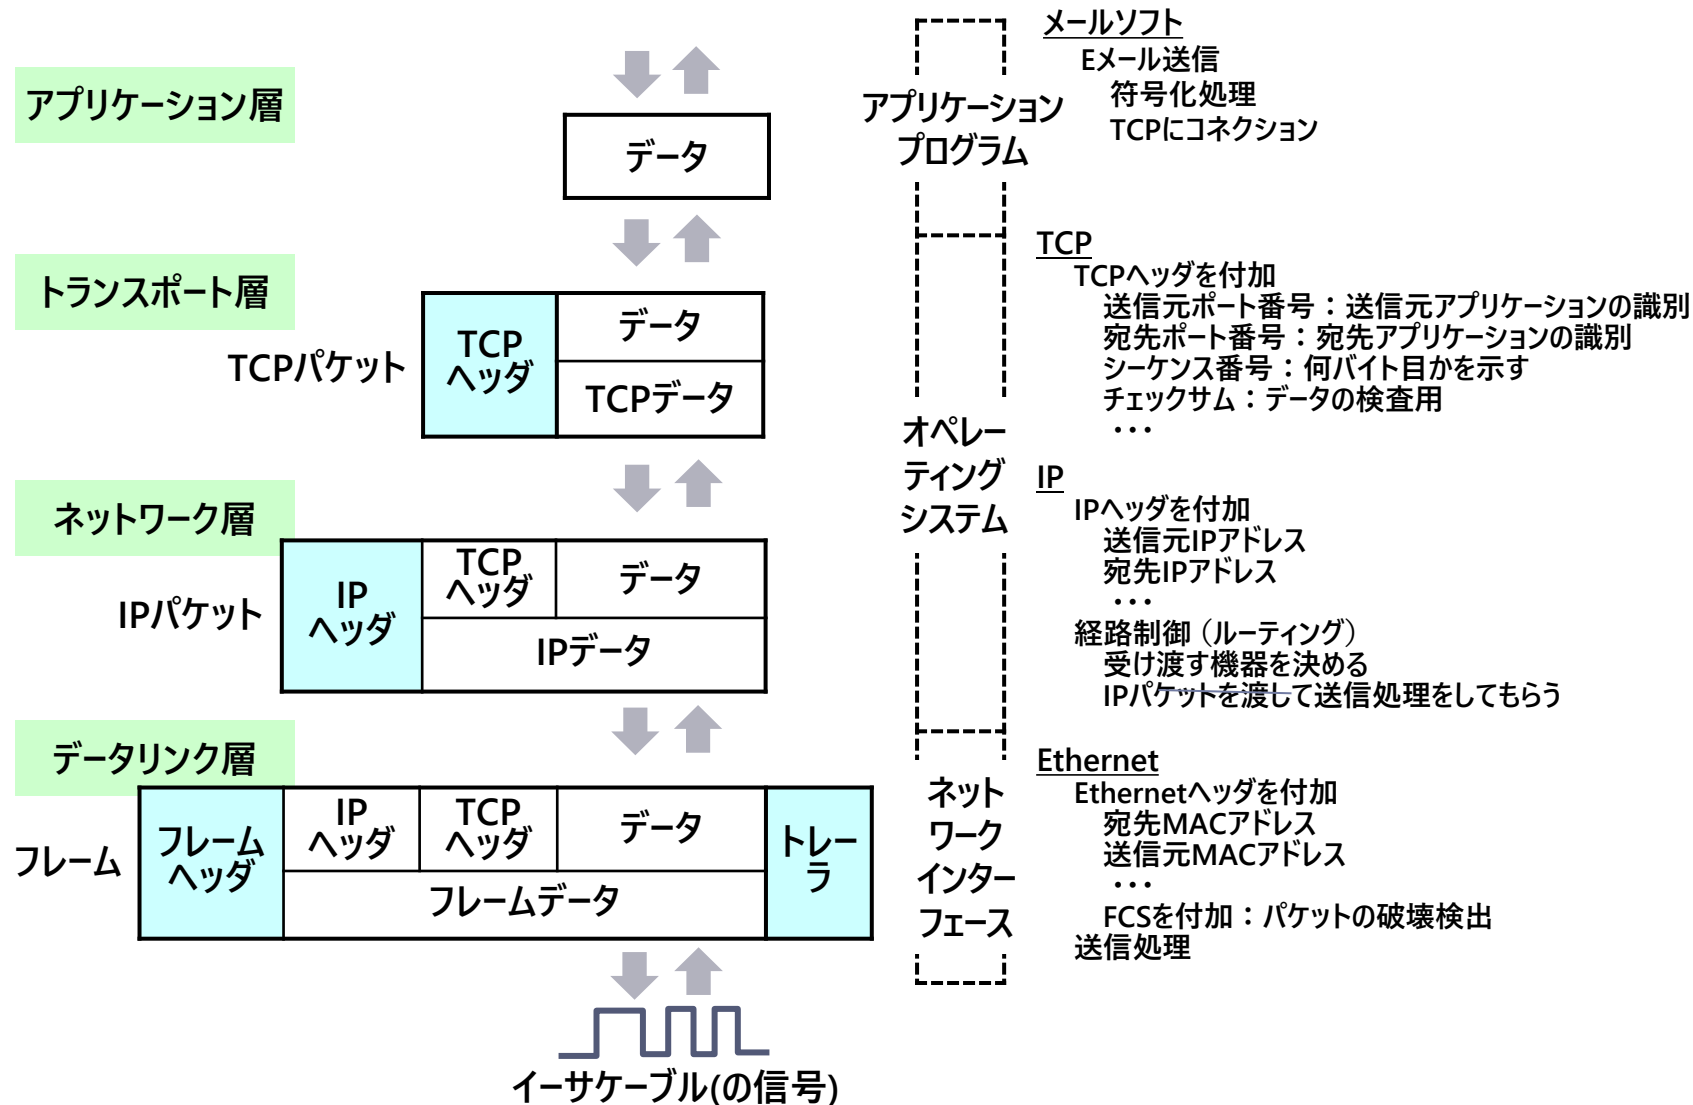 アプリケーション層
データ
アプリケーション
プログラム
メールソフト
Eメール送信
符号化処理
TCPにコネクション
トランスポート層
TCPパケット
TCP
ヘッダ
データ
TCPデータ
TCP
TCPヘッダを付加
送信元ポート番号：送信元アプリケーションの識別
宛先ポート番号：宛先アプリケーションの識別
シーケンス番号：何バイト目かを示す
チェックサム：データの検査用
・・・
オペレー
ティング
システム
ネットワーク層
IPパケット
IP
ヘッダ
TCP
ヘッダ
データ
IPデータ
IP
IPヘッダを付加
送信元IPアドレス
宛先IPアドレス
・・・
経路制御（ルーティング）
受け渡す機器を決める
IPパケットを渡して送信処理をしてもらう
データリンク層
フレーム
フレーム
ヘッダ
IP
ヘッダ
TCP
ヘッダ
データ
フレームデータ
トレー
ラ
ネット
ワーク
インター
フェース
Ethernet
Ethernetヘッダを付加
宛先MACアドレス
送信元MACアドレス
・・・
FCSを付加：パケットの破壊検出
送信処理
イーサケーブル(の信号)